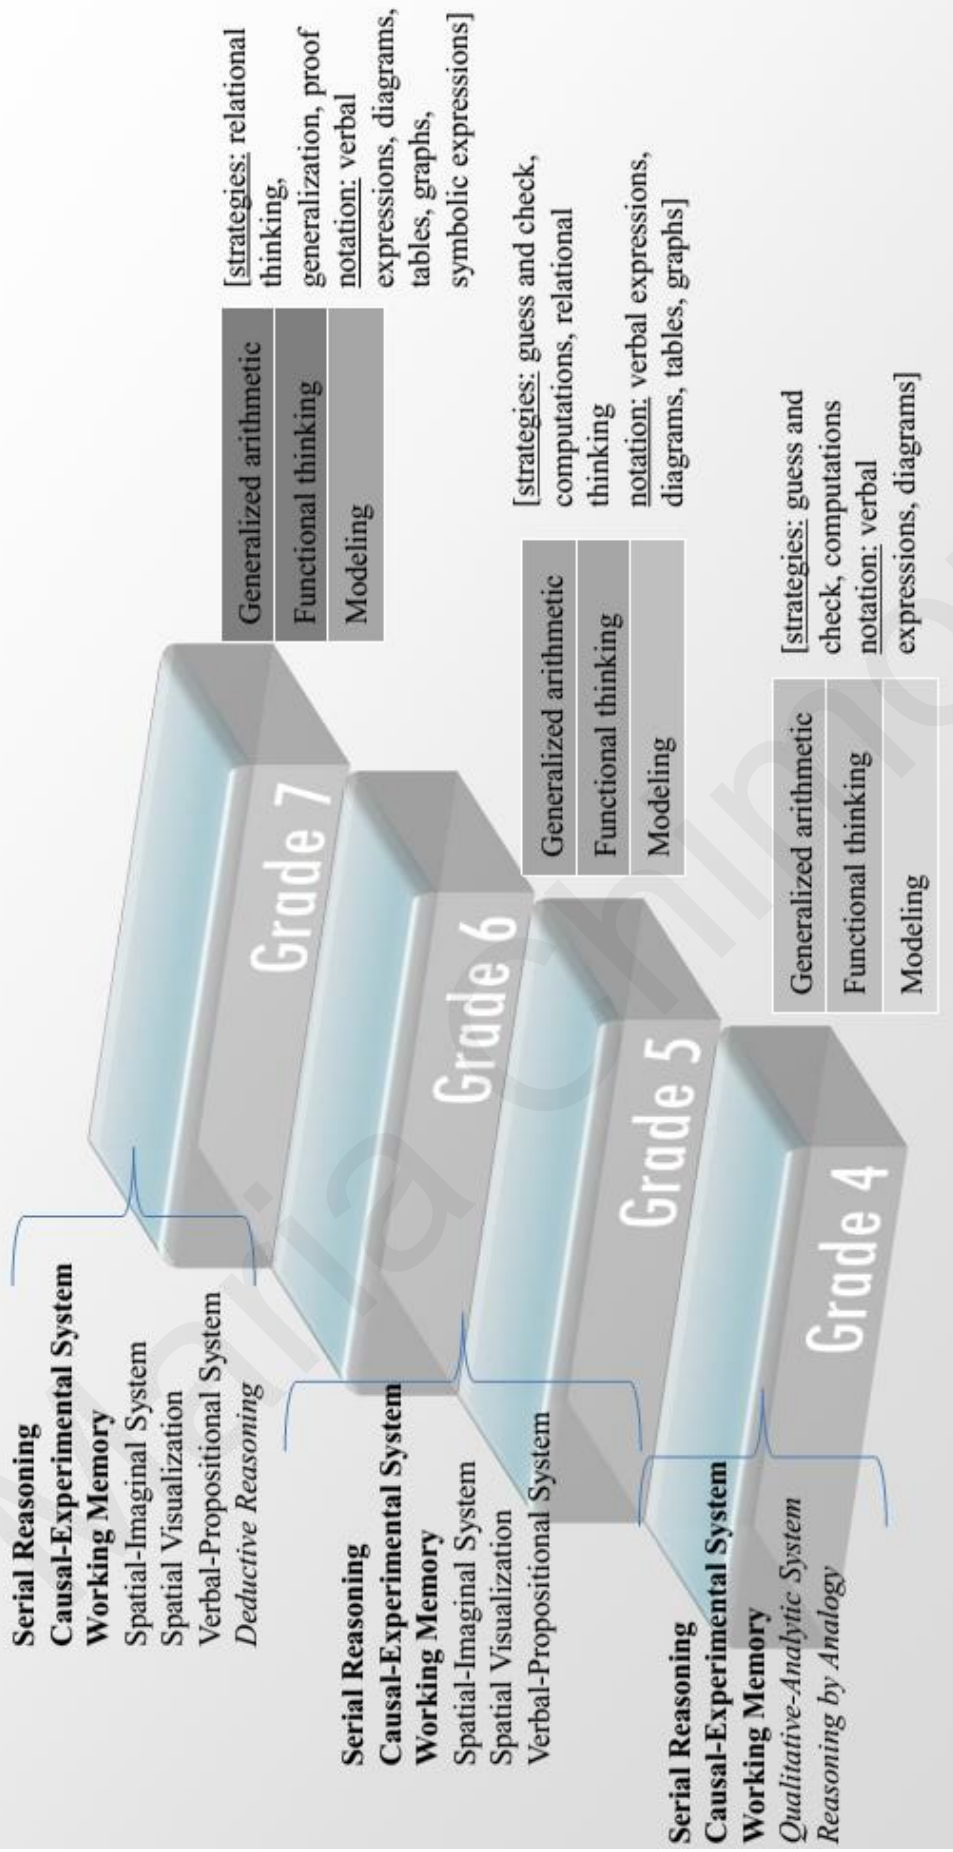 Serial Reasoning
Causal-Experimental System
Working Memory
Spatial-Imaginal System
Spatial Visualization
Verbal-Propositional System
Deductive Reasoning
Grade 7
Generalized arithmetic
Functional thinking
Modeling
[strategies: relational
thinking,
generalization, proof
notation: verbal
expressions, diagrams,
tables, graphs,
symbolic expressions]
Serial Reasoning
Causal-Experimental System
Working Memory
Spatial-Imaginal System
Spatial Visualization
Verbal-Propositional System
Grade 6
Grade 5
Generalized arithmetic
Functional thinking
Modeling
[strategies: guess and check,
computations, relational
thinking
notation: verbal expressions,
diagrams, tables, graphs]
Serial Reasoning
Causal-Experimental System
Working Memory
Qualitative-Analytic System
Reasoning by Analogy
Grade 4
Generalized arithmetic
Functional thinking
Modeling
[strategies: guess and
check, computations
notation: verbal
expressions, diagrams]